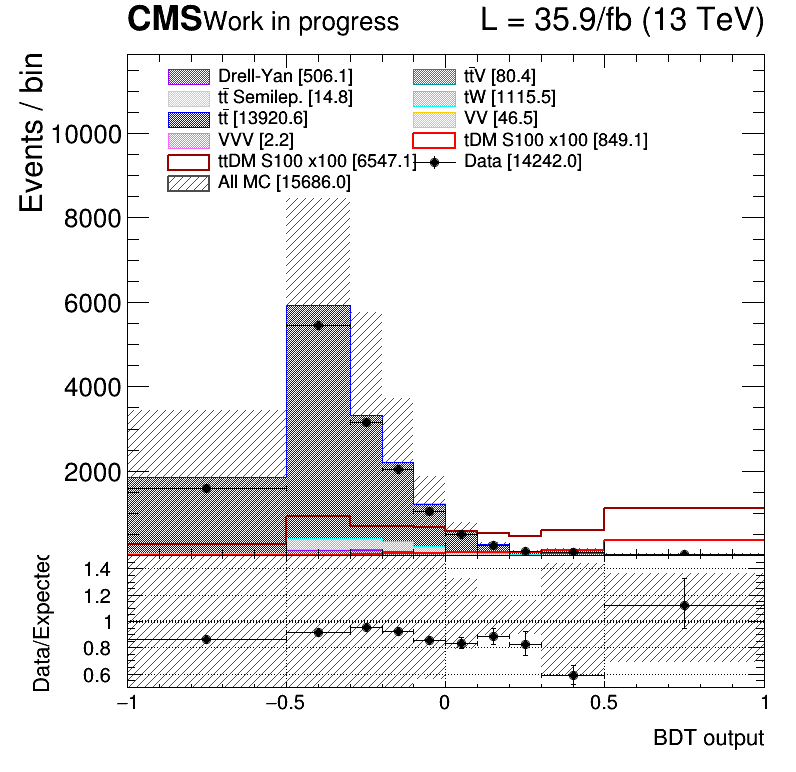 CMS Work in progress L = 35.9/fb (13 TeV)
Events / bin
10000
8000
6000
4000
2000
Drell-Yan [506.1] tt̄V [80.4]
tt̄ Semilep. [14.8] tW [1115.5]
tt̄ [13920.6] VV [46.5]
VVV [2.2] tDM S100 x100 [849.1]
ttDM S100 x100 [6547.1] Data [14242.0]
All MC [15686.0]
Data/Expected
1.4
1.2
1
0.8
0.6
−1 −0.5 0 0.5 1
BDT output